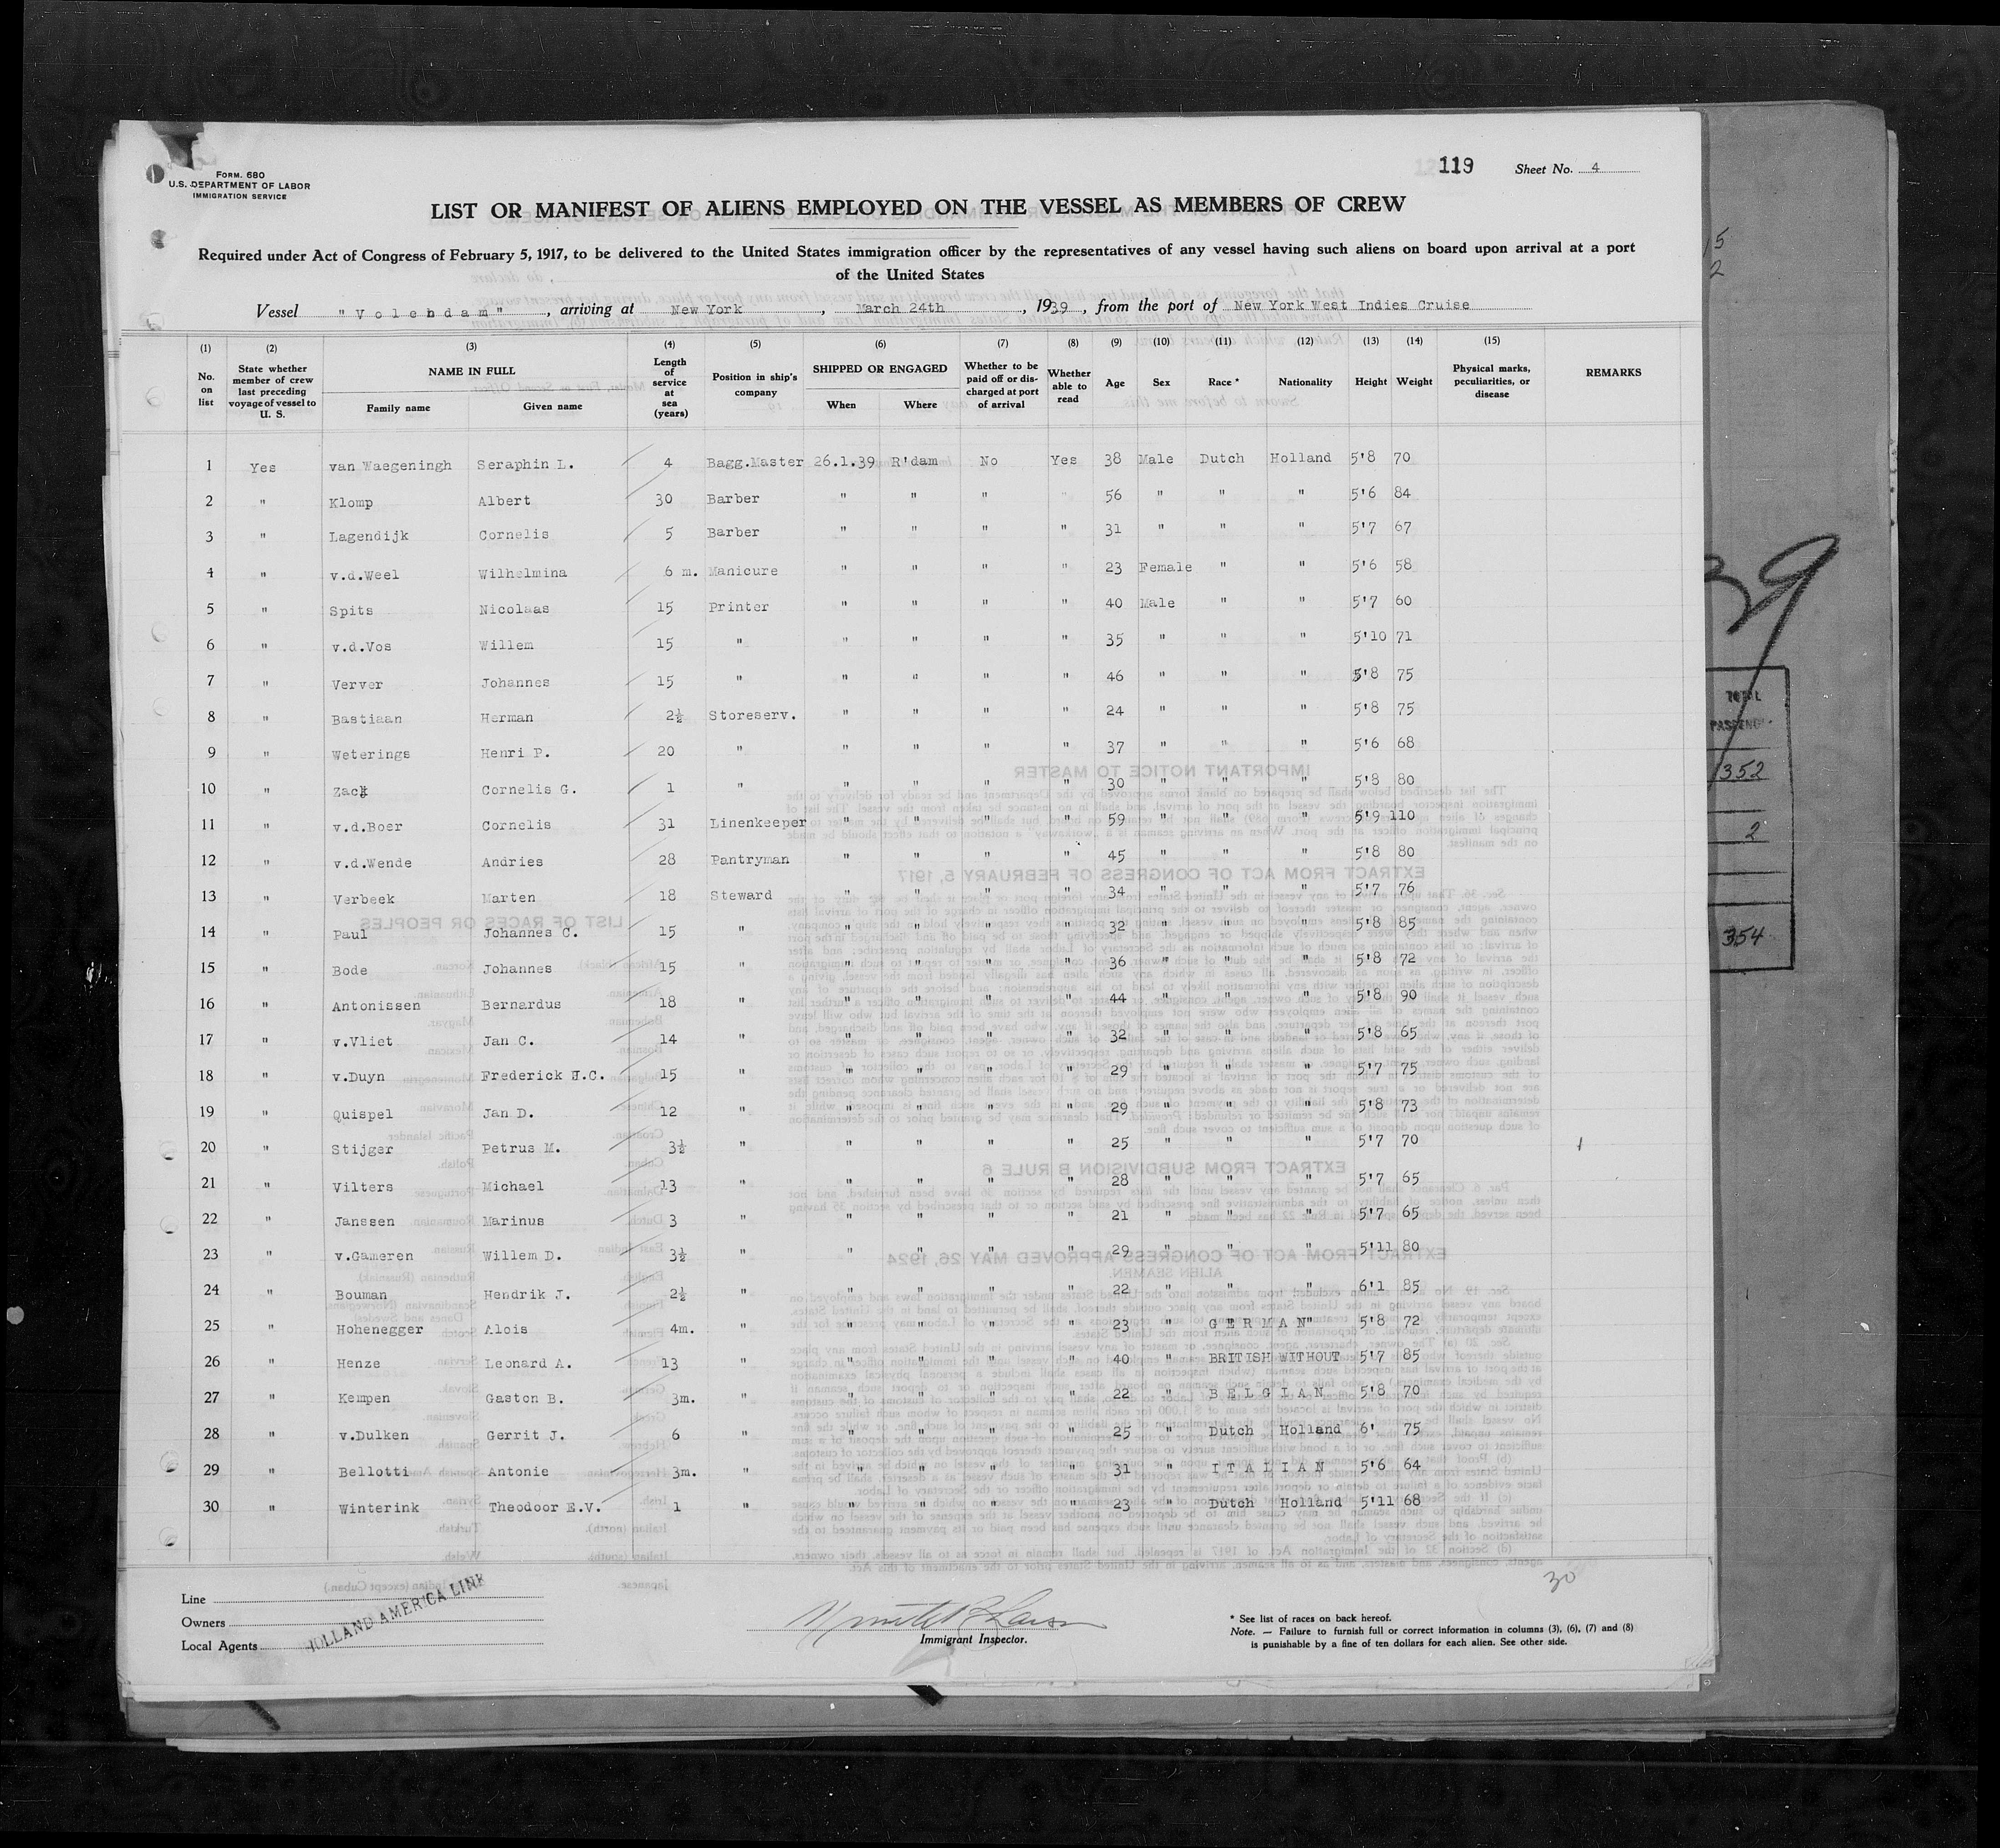 FORM. 680
U.S. DEPARTMENT OF LABOR
IMMIGRATION SERVICE
119 Sheet No. 4
LIST OR MANIFEST OF ALIENS EMPLOYED ON THE VESSEL AS MEMBERS OF CREW
Required under Act of Congress of February 5, 1917, to be delivered to the United States immigration officer by the representatives of any vessel having such aliens on board upon arrival at a port
of the United States
Vessel "Volendam", arriving at New York, March 24th, 1939, from the port of New York West Indies Cruise
(1) No. on list (2) State whether member of crew last preceding voyage of vessel to U. S. (3) NAME IN FULL Family name Given name (4) Length of service at sea (years) (5) Position in ship's company (6) SHIPPED OR ENGAGED When Where (7) Whether to be paid off or discharged at port of arrival (8) Whether able to read (9) Age (10) Sex (11) Race * (12) Nationality (13) Height (14) Weight (15) Physical marks, peculiarities, or disease REMARKS
1 Yes van Waegeningh Seraphin L. 4 Bagg.Master 26.1.39 R'dam No Yes 38 Male Dutch Holland 5'8 70
2 " Klomp Albert 30 Barber " " " " 56 " " " 5'6 84
3 " Lagendijk Cornelis 5 Barber " " " " 31 " " " 5'7 67
4 " v.d.Weel Wilhelmina 6 m. Manicure " " " " 23 Female " " 5'6 58
5 " Spits Nicolaas 15 Printer " " " " 40 Male " " 5'7 60
6 " v.d.Vos Willem 15 " " " " " 35 " " " 5'10 71
7 " Verver Johannes 15 " " " " " 46 " " " 5'8 75
8 " Bastiaan Herman 2½ Storeserv. " " " " 24 " " " 5'8 75
9 " Weterings Henri P. 20 " " " " " 37 " " " 5'6 68
10 " Cornelis G. 1 " " " " " 30 " " " 5'8 80
11 " v.d.Boer Cornelis 31 Linenkeeper " " " " 59 " " " 5'9 110
12 " v.d.Wende Andries 28 Pantryman " " " " 45 " " " 5'8 80
13 " Verbeek Marten 18 Steward " " " " 34 " " " 5'7 76
14 " Paul Johannes C. 15 " " " " " 32 " " " 5'8 85
15 " Bode Johannes 15 " " " " " 36 " " " 5'8 72
16 " Antonissen Bernardus 18 " " " " " 44 " " " 5'8 90
17 " v.Vliet Jan C. 14 " " " " " 32 " " " 5'8 65
18 " v.Duyn Frederick H.C. 15 " " " " " 29 " " " 5'7 75
19 " Quispel Jan D. 12 " " " " " 29 " " " 5'8 73
20 " Stijger Petrus M. 3½ " " " " " 25 " " " 5'7 70
21 " Vilters Michael 13 " " " " " 28 " " " 5'7 65
22 " Janssen Marinus 3 " " " " " 21 " " " 5'7 65
23 " v.Gameren Willem D. 3½ " " " " " 29 " " " 5'11 80
24 " Bouman Hendrik J. 2½ " " " " " 22 " " " 6'1 85
25 " Hohenegger Alois 4m. " " " " " 23 " GERMAN" 5'8 72
26 " Henze Leonard A. 13 " " " " " 40 " BRITISH WITHOUT 5'7 85
27 " Kempen Gaston B. 3m. " " " " " 22 " BELGIAN 5'8 70
28 " v.Dulken Gerrit J. 6 " " " " " 25 " Dutch Holland 6' 75
29 " Bellotti Antonie 3m. " " " " " 31 " ITALIAN 5'6 64
30 " Winterink Theodoor E.V. 1 " " " " " 23 " Dutch Holland 5'11 68
30
Line
Owners
Local Agents
HOLLAND AMERICA LINE
Immigrant Inspector.
* See list of races on back hereof.
Note. — Failure to furnish full or correct information in columns (3), (6), (7) and (8)
is punishable by a fine of ten dollars for each alien. See other side.
39
TOTAL
352
2
354